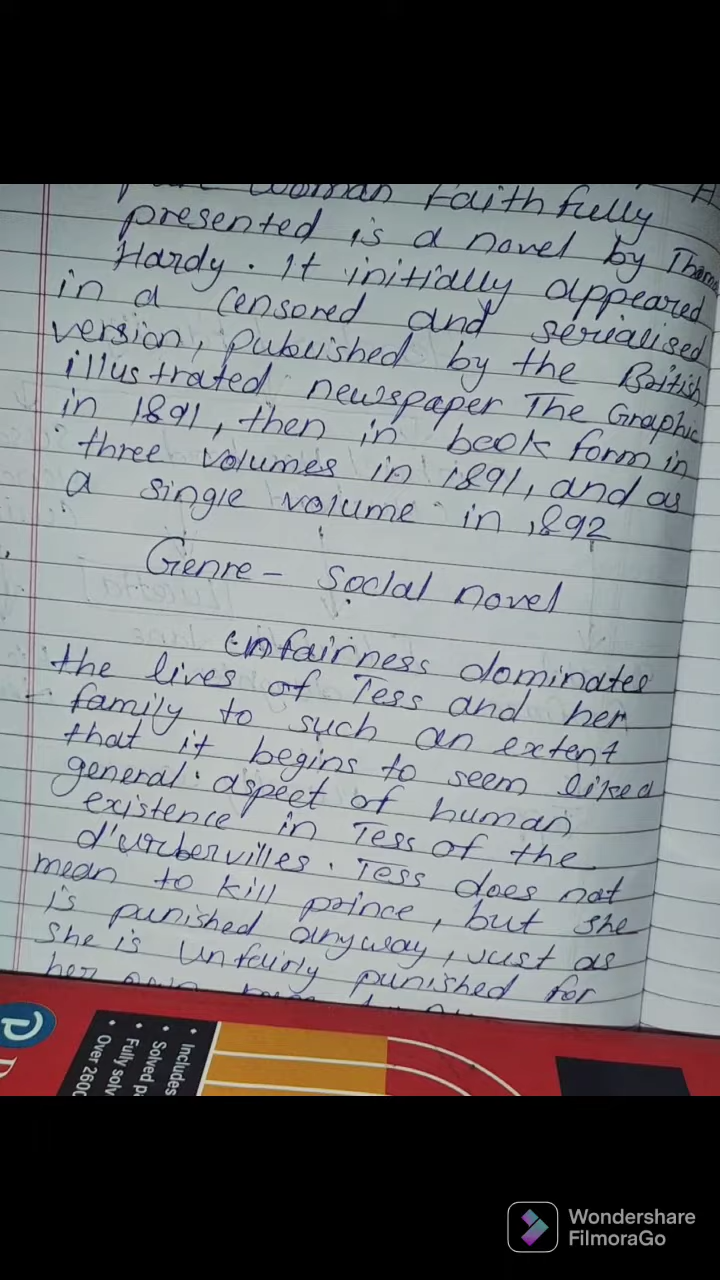 Woman Faithfully
presented is a novel by Thomas
Hardy. It initially appeared
in a censored and serialised
version, published by the British
illustrated newspaper The Graphic
in 1891, then in book form in
three volumes in 1891, and as
a single volume in 1892
Genre - Social novel
Unfairness dominates
the lives of Tess and her
family to such an extent
that it begins to seem like a
general aspect of human
existence in Tess of the
d'urbervilles. Tess does not
mean to kill prince, but she
is punished anyway, just as
she is unfairly punished for
her own
Includes
Solved p
Fully solv
Over 2600
Wondershare
FilmoraGo